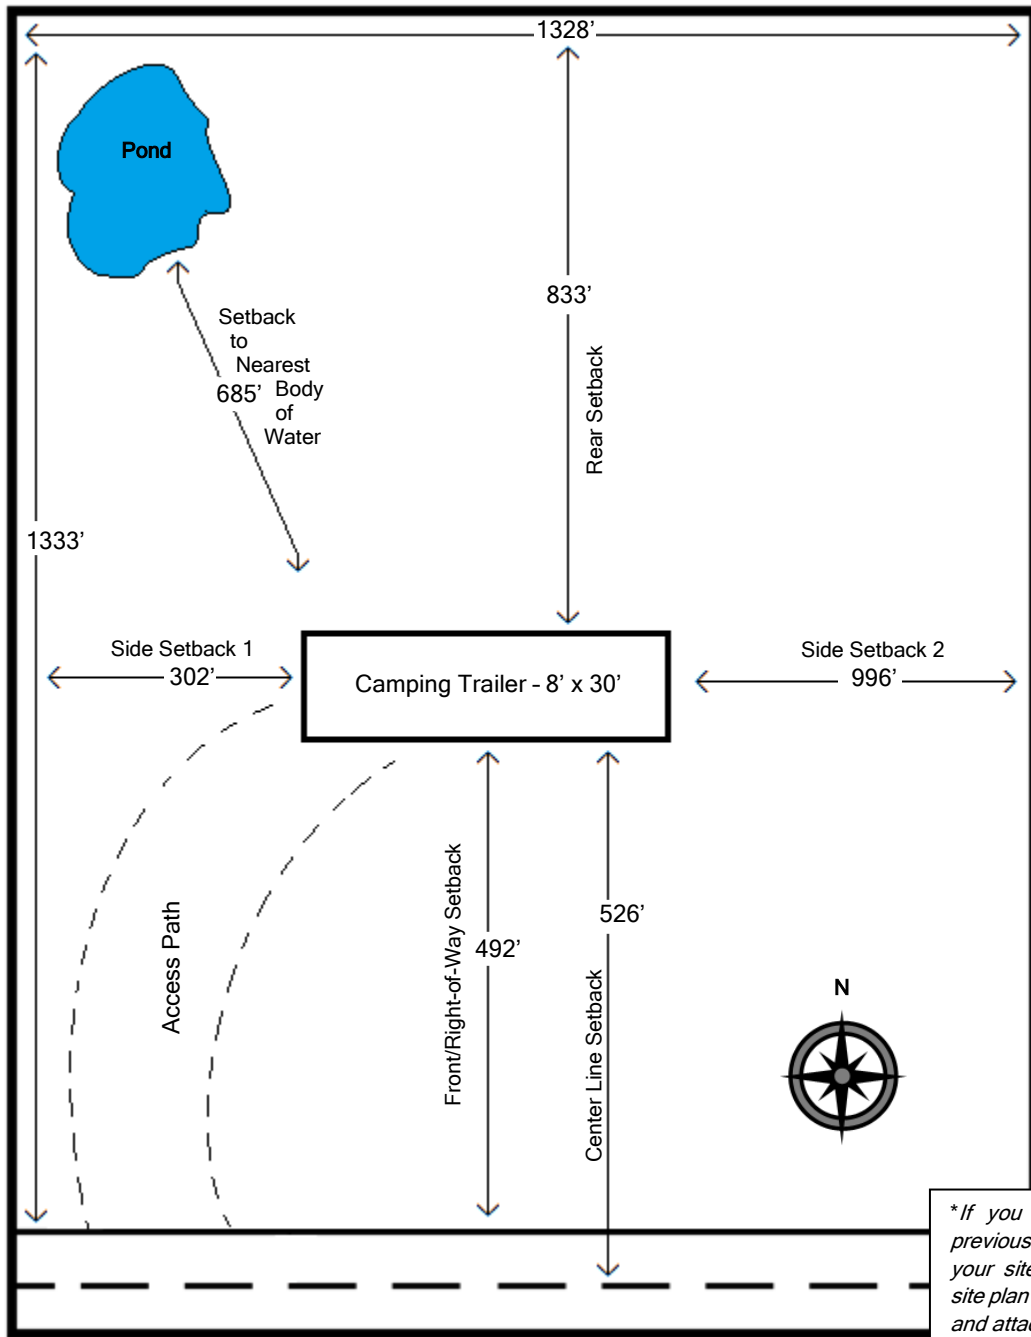 1328’
Pond
833’
Setback
to
Nearest
Body
of
Water
685’
Rear Setback
1333’
Side Setback 1
302’
Camping Trailer - 8’ x 30’
Side Setback 2
996’
Access Path
Front/Right-of-Way Setback
492’
526’
Center Line Setback
N
*If you
previous
your site
site plan
and attac